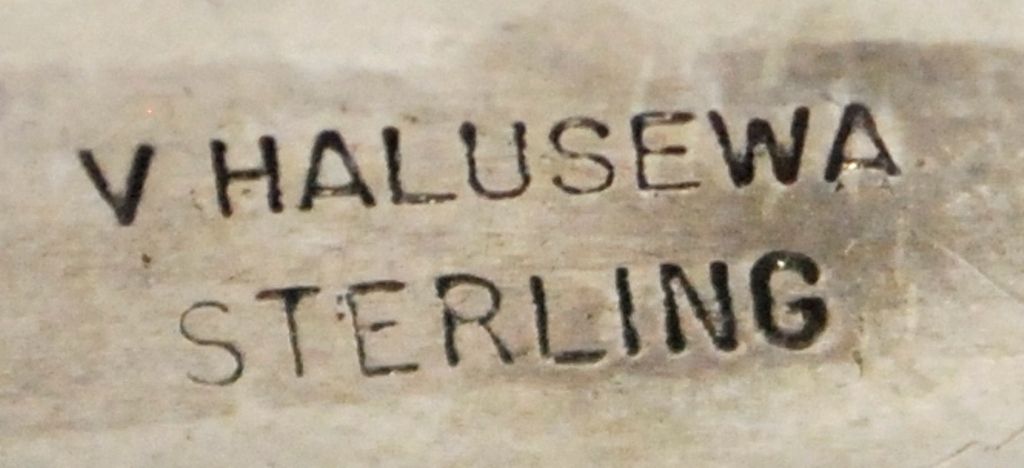 V HALUSEWA
STERLING